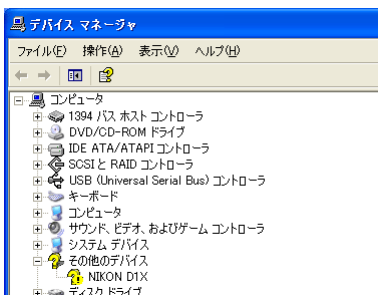 デバイス マネージャ
ファイル(F) 操作(A) 表示(V) ヘルプ(H)
コンピュータ
1394 バス ホスト コントローラ
DVD/CD-ROM ドライブ
IDE ATA/ATAPI コントローラ
SCSI と RAID コントローラ
USB (Universal Serial Bus) コントローラ
キーボード
コンピュータ
サウンド、ビデオ、およびゲーム コントローラ
システム デバイス
その他のデバイス
NIKON D1X
ディスク ドライブ